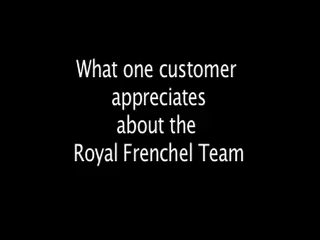 What one customer
appreciates
about the
Royal Frenchel Team